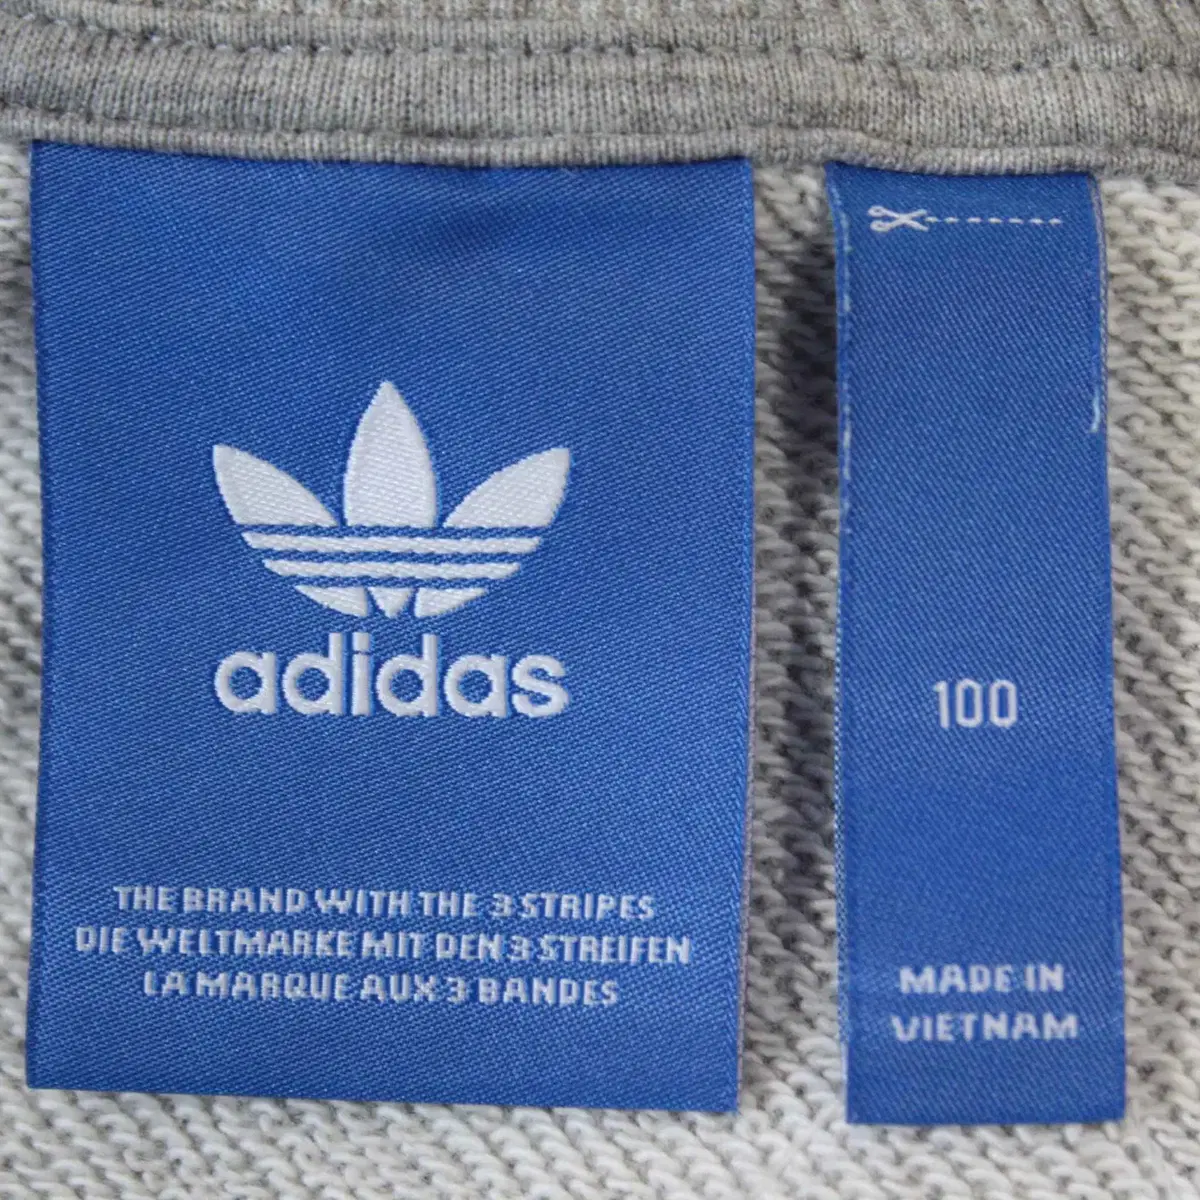 adidas
THE BRAND WITH THE 3 STRIPES
DIE WELTMARKE MIT DEN 3 STREIFEN
LA MARQUE AUX 3 BANDES
100
MADE IN
VIETNAM